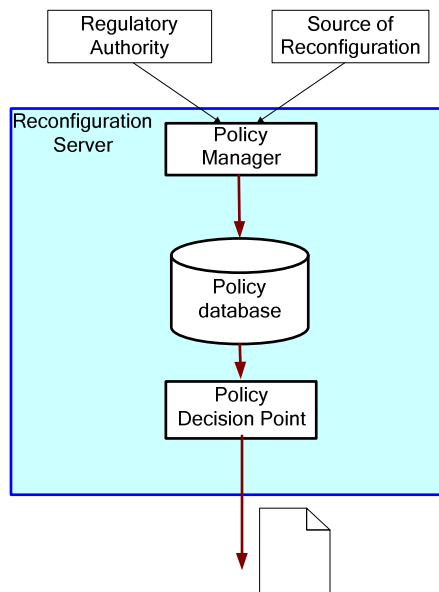 Regulatory
Authority
Source of
Reconfiguration
Reconfiguration
Server
Policy
Manager
Policy
database
Policy
Decision Point